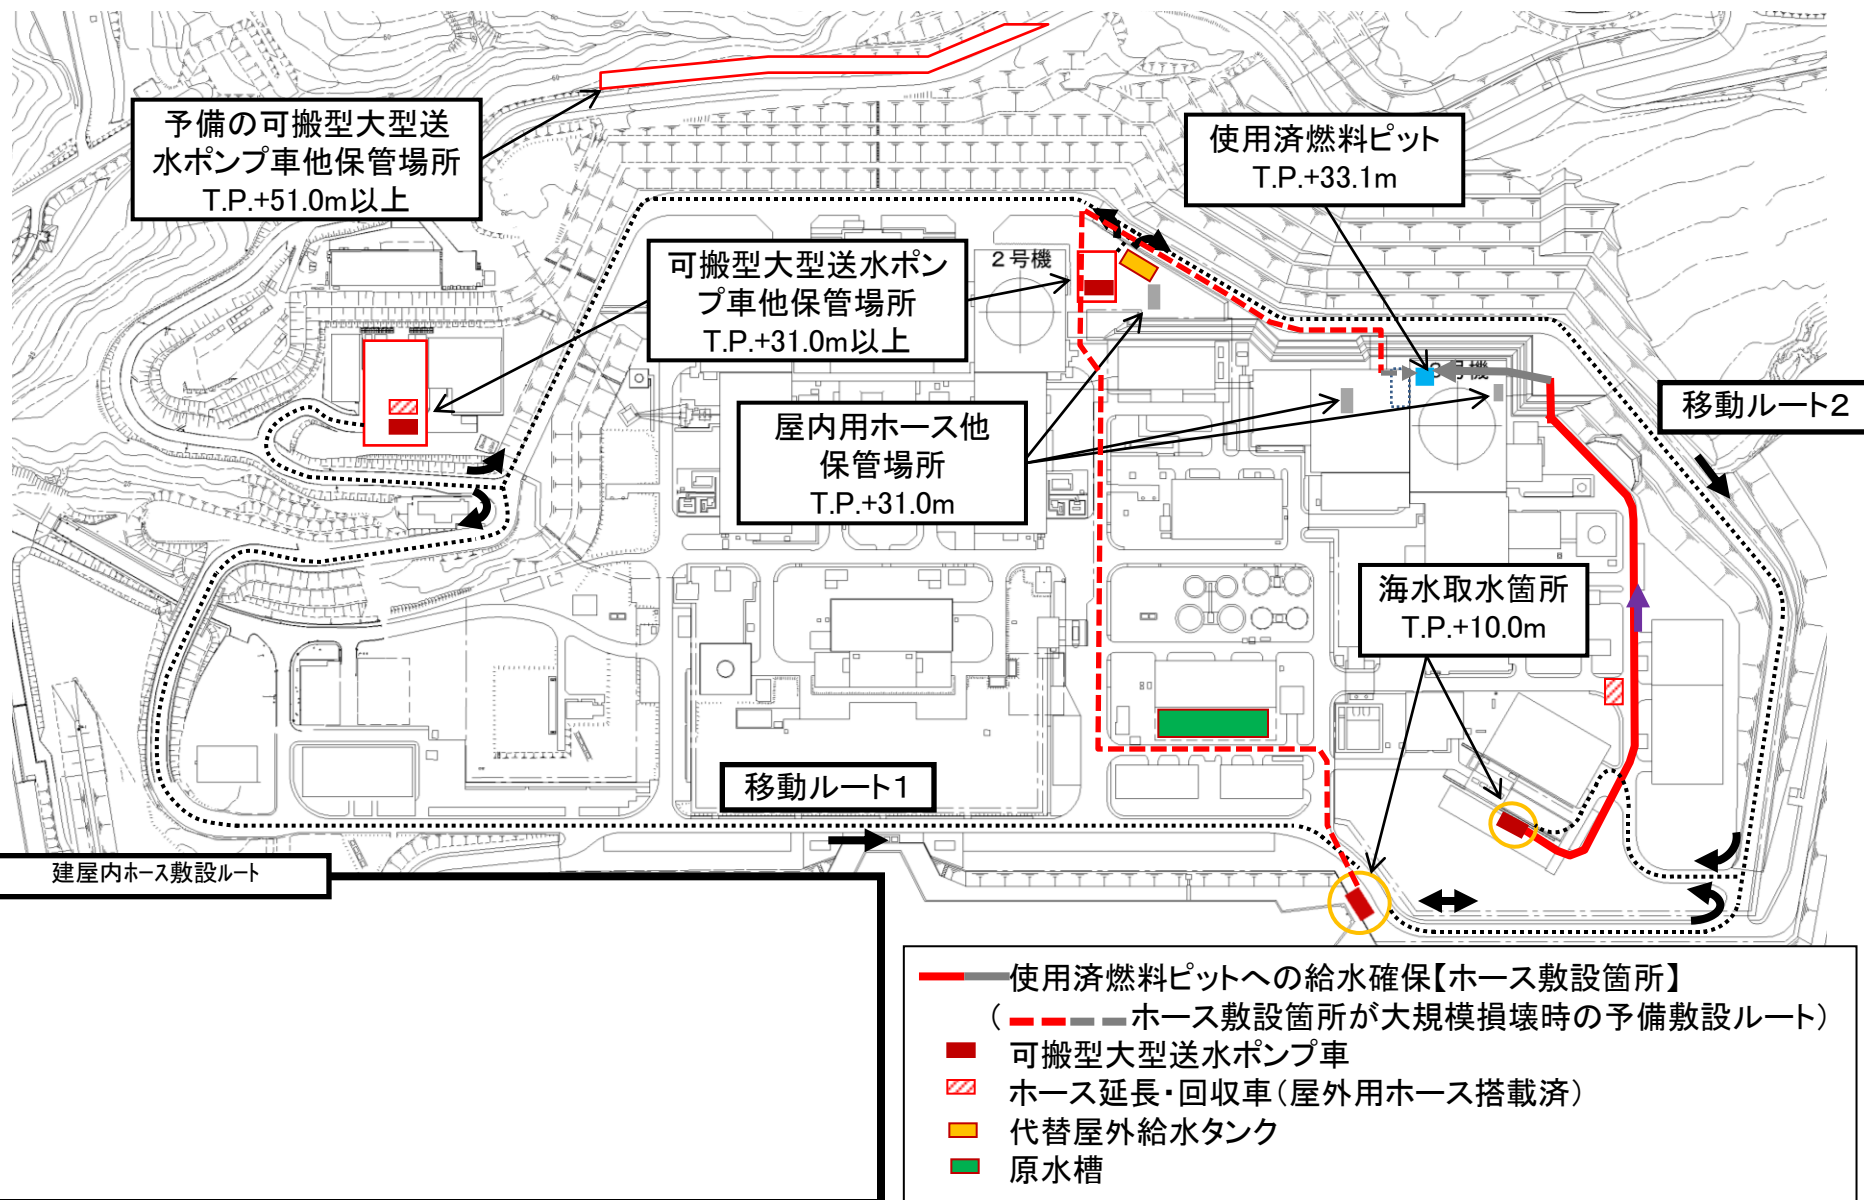 予備の可搬型大型送
水ポンプ車他保管場所
T.P.+51.0m以上
使用済燃料ピット
T.P.+33.1m
可搬型大型送水ポン
プ車他保管場所
T.P.+31.0m以上
2号機
3号機
移動ルート2
屋内用ホース他
保管場所
T.P.+31.0m
海水取水箇所
T.P.+10.0m
移動ルート1
建屋内ホース敷設ルート
使用済燃料ピットへの給水確保【ホース敷設箇所】
(ホース敷設箇所が大規模損壊時の予備敷設ルート)
可搬型大型送水ポンプ車
ホース延長・回収車(屋外用ホース搭載済)
代替屋外給水タンク
原水槽